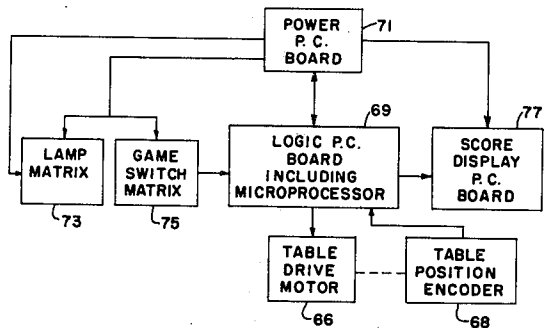 POWER
P.C.
BOARD
71
69
77
LAMP
MATRIX
73
GAME
SWITCH
MATRIX
75
LOGIC P.C.
BOARD
INCLUDING
MICROPROCESSOR
SCORE
DISPLAY
P.C.
BOARD
TABLE
DRIVE
MOTOR
66
TABLE
POSITION
ENCODER
68